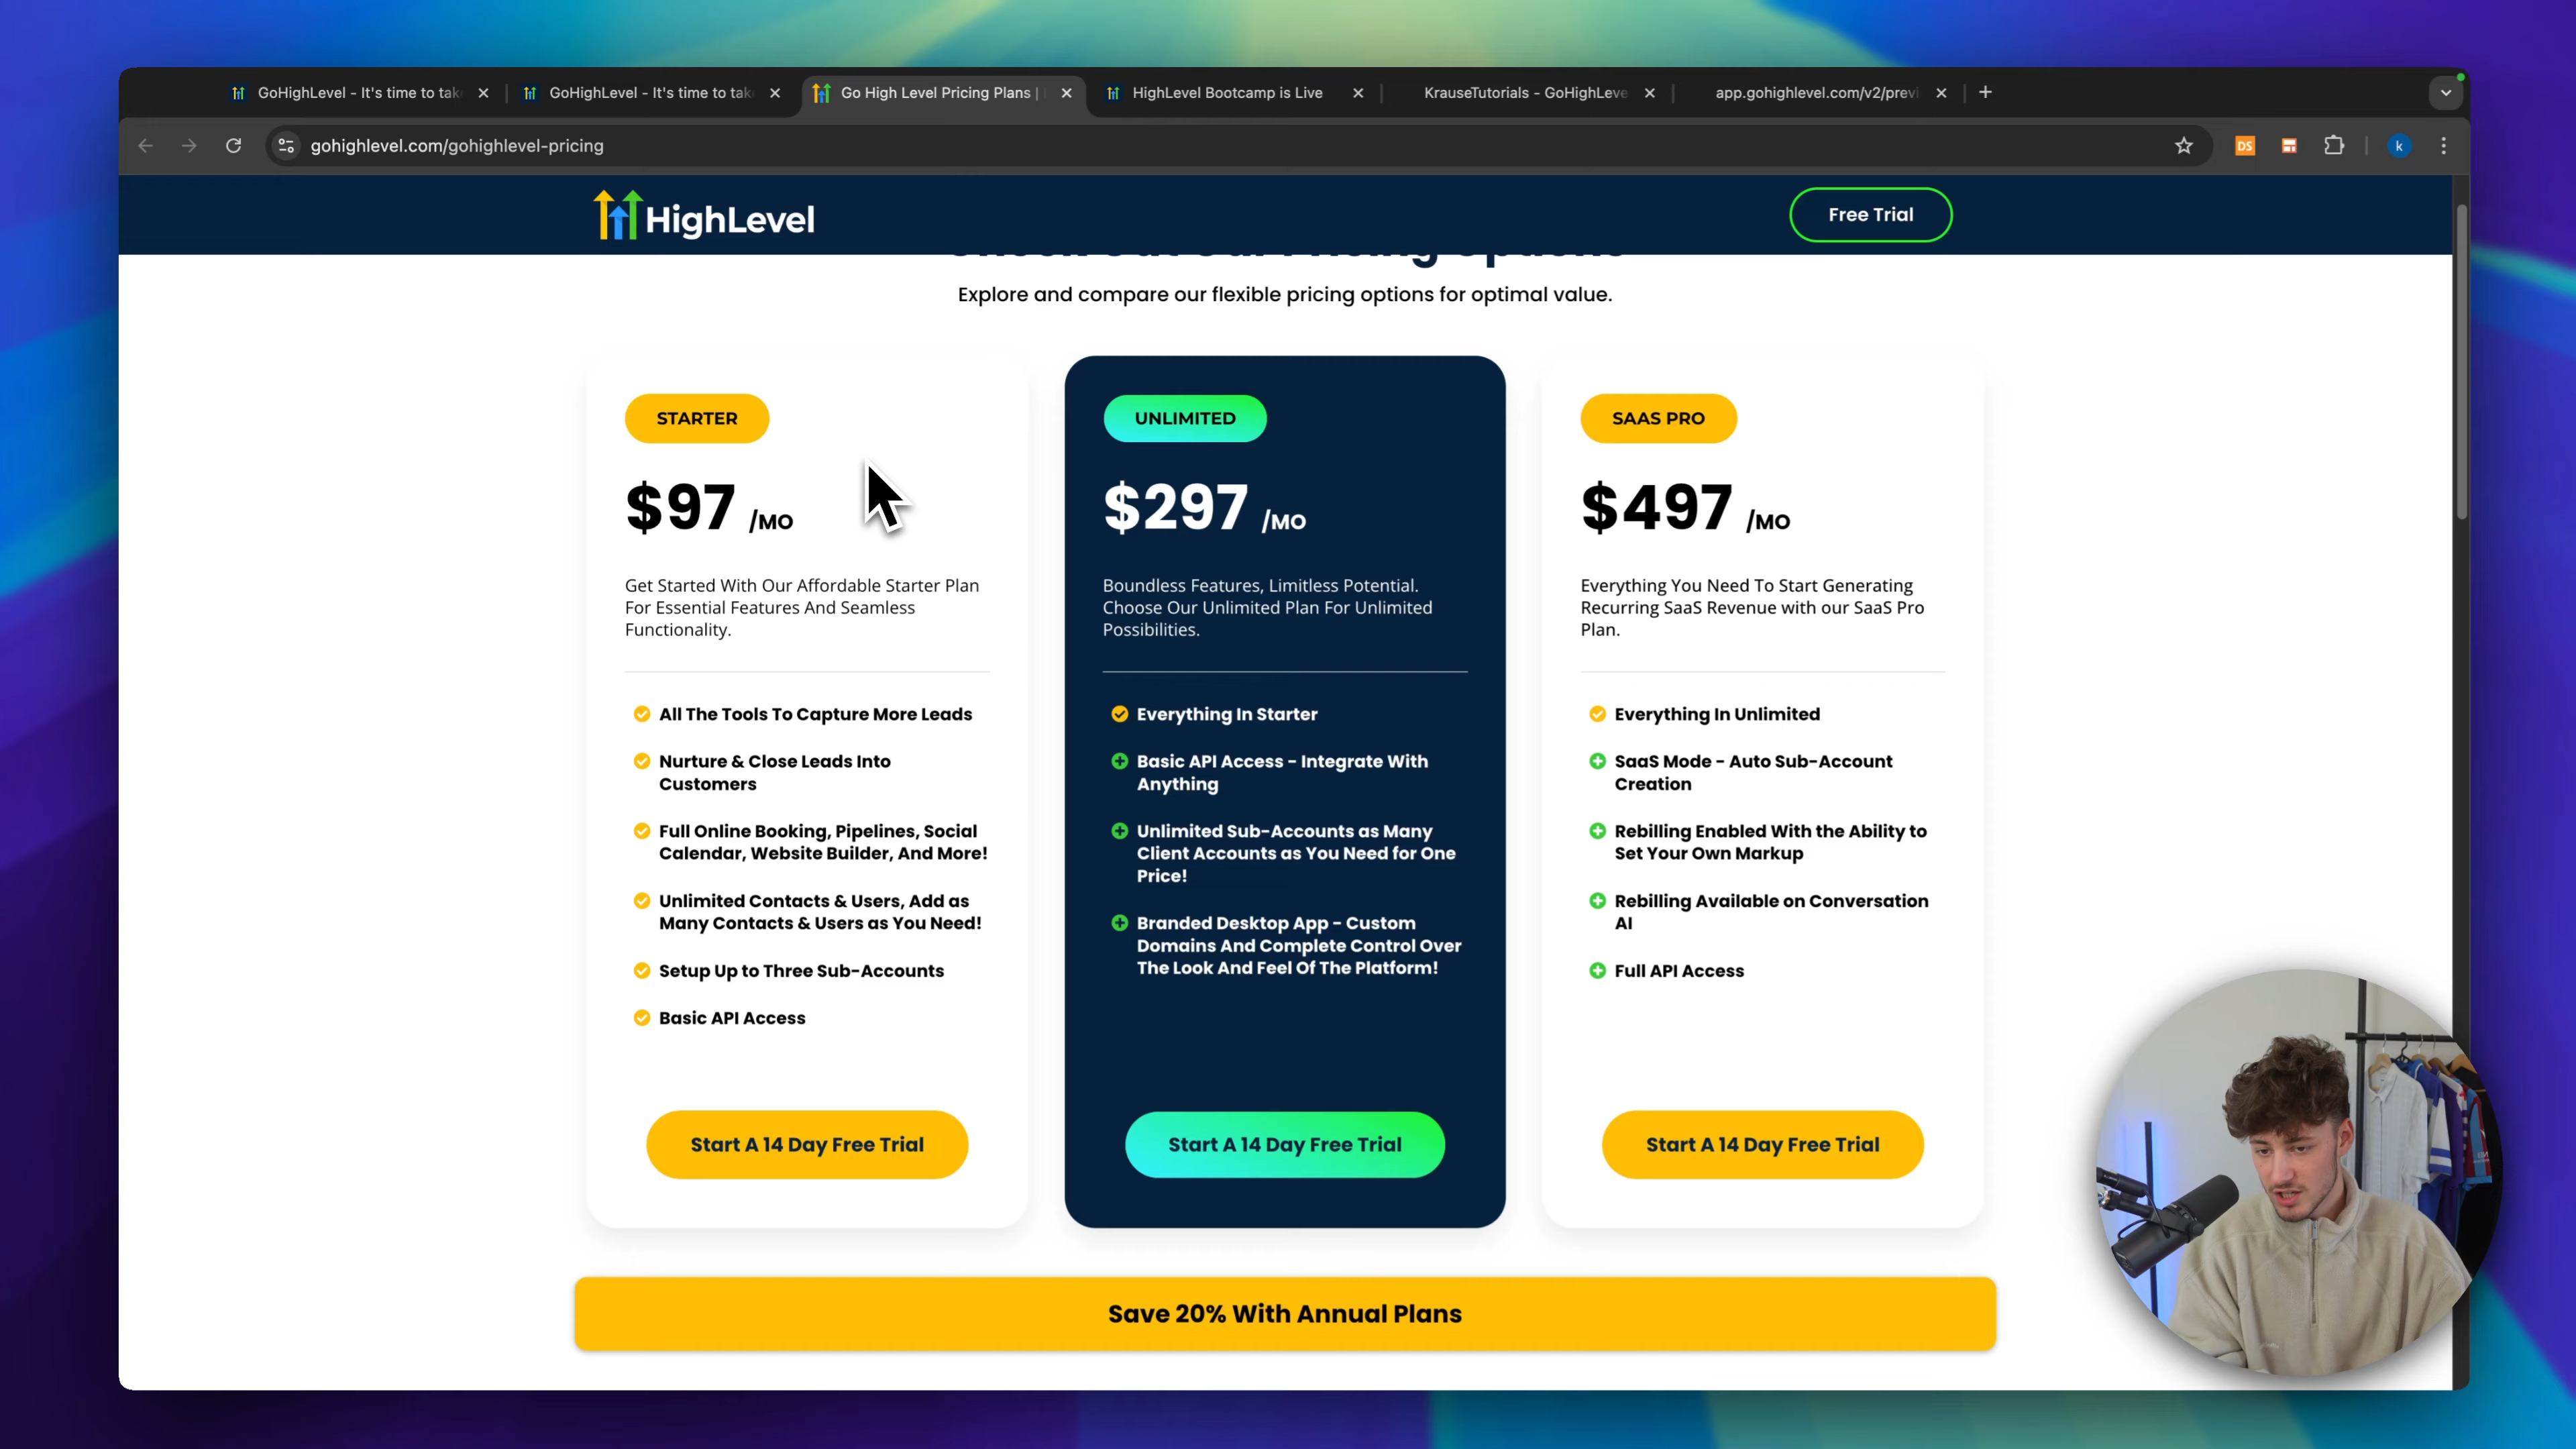 GoHighLevel - It's time to tak
GoHighLevel - It's time to tak
Go High Level Pricing Plans |
HighLevel Bootcamp is Live
KrauseTutorials - GoHighLeve
app.gohighlevel.com/v2/previ
gohighlevel.com/gohighlevel-pricing
DS
k
HighLevel
Free Trial
Explore and compare our flexible pricing options for optimal value.
STARTER
$97 /MO
Get Started With Our Affordable Starter Plan
For Essential Features And Seamless
Functionality.
All The Tools To Capture More Leads
Nurture & Close Leads Into
Customers
Full Online Booking, Pipelines, Social
Calendar, Website Builder, And More!
Unlimited Contacts & Users, Add as
Many Contacts & Users as You Need!
Setup Up to Three Sub-Accounts
Basic API Access
Start A 14 Day Free Trial
UNLIMITED
$297 /MO
Boundless Features, Limitless Potential.
Choose Our Unlimited Plan For Unlimited
Possibilities.
Everything In Starter
Basic API Access - Integrate With
Anything
Unlimited Sub-Accounts as Many
Client Accounts as You Need for One
Price!
Branded Desktop App - Custom
Domains And Complete Control Over
The Look And Feel Of The Platform!
Start A 14 Day Free Trial
SAAS PRO
$497 /MO
Everything You Need To Start Generating
Recurring SaaS Revenue with our SaaS Pro
Plan.
Everything In Unlimited
SaaS Mode - Auto Sub-Account
Creation
Rebilling Enabled With the Ability to
Set Your Own Markup
Rebilling Available on Conversation
AI
Full API Access
Start A 14 Day Free Trial
Save 20% With Annual Plans